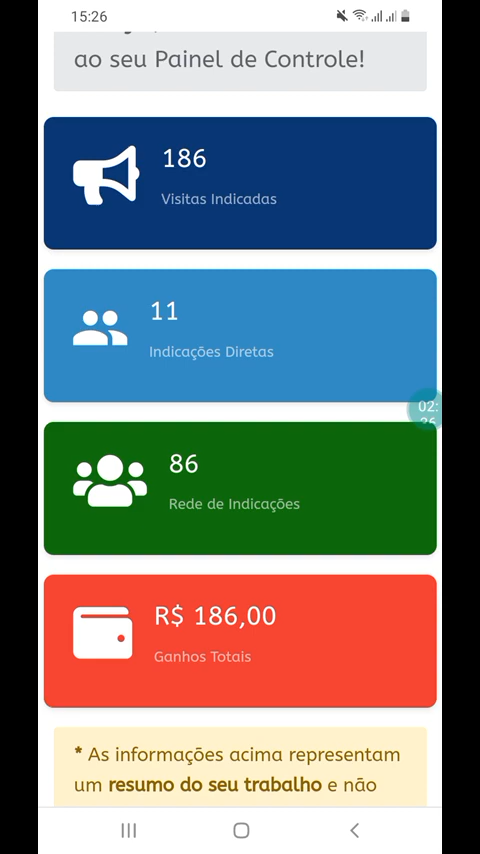 15:26
ao seu Painel de Controle!
186
Visitas Indicadas
11
Indicações Diretas
02:
86
Rede de Indicações
R$ 186,00
Ganhos Totais
* As informações acima representam
um resumo do seu trabalho e não